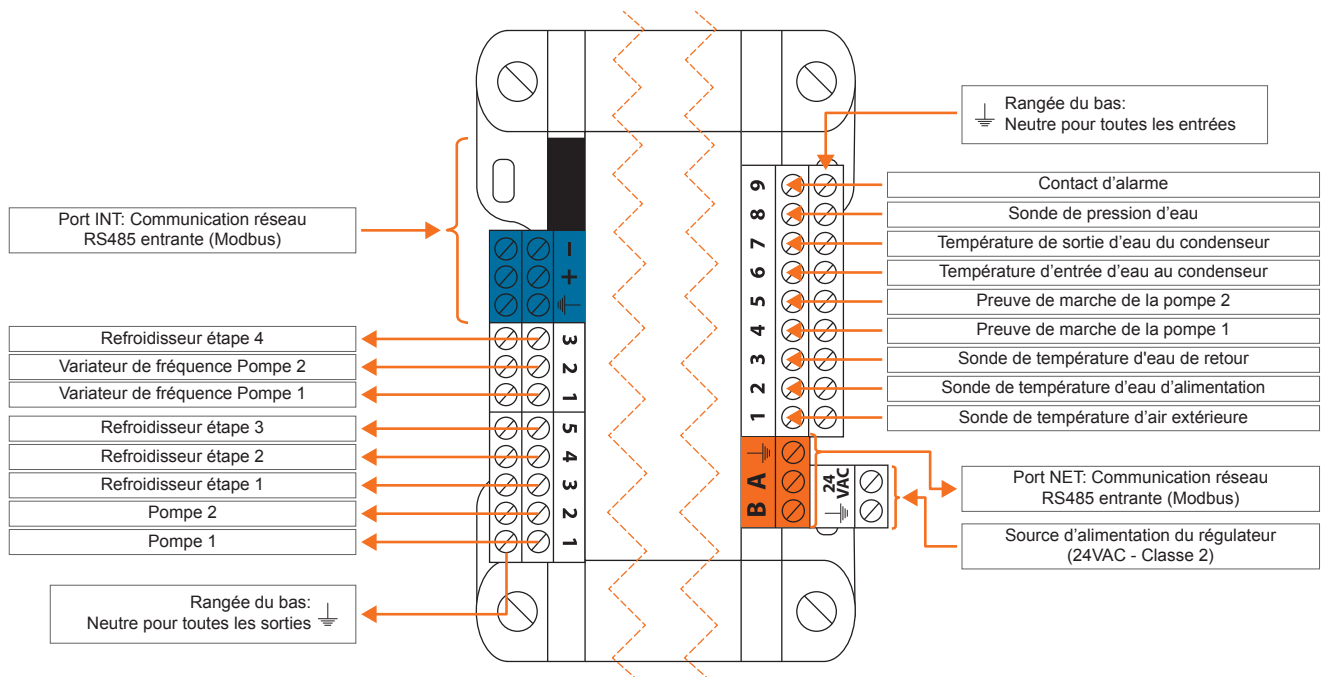 Rangée du bas:
Neutre pour toutes les entrées
Contact d'alarme
Sonde de pression d'eau
Température de sortie d'eau du condenseur
Température d'entrée d'eau au condenseur
Preuve de marche de la pompe 2
Preuve de marche de la pompe 1
Sonde de température d'eau de retour
Sonde de température d'eau d'alimentation
Sonde de température d'air extérieure
Port NET: Communication réseau
RS485 entrante (Modbus)
Source d'alimentation du régulateur
(24VAC - Classe 2)
Port INT: Communication réseau
RS485 entrante (Modbus)
Refroidisseur étape 4
Variateur de fréquence Pompe 2
Variateur de fréquence Pompe 1
Refroidisseur étape 3
Refroidisseur étape 2
Refroidisseur étape 1
Pompe 2
Pompe 1
Rangée du bas:
Neutre pour toutes les sorties
−
+
3
2
1
5
4
3
2
1
9
8
7
6
5
4
3
2
1
A
B
24
VAC